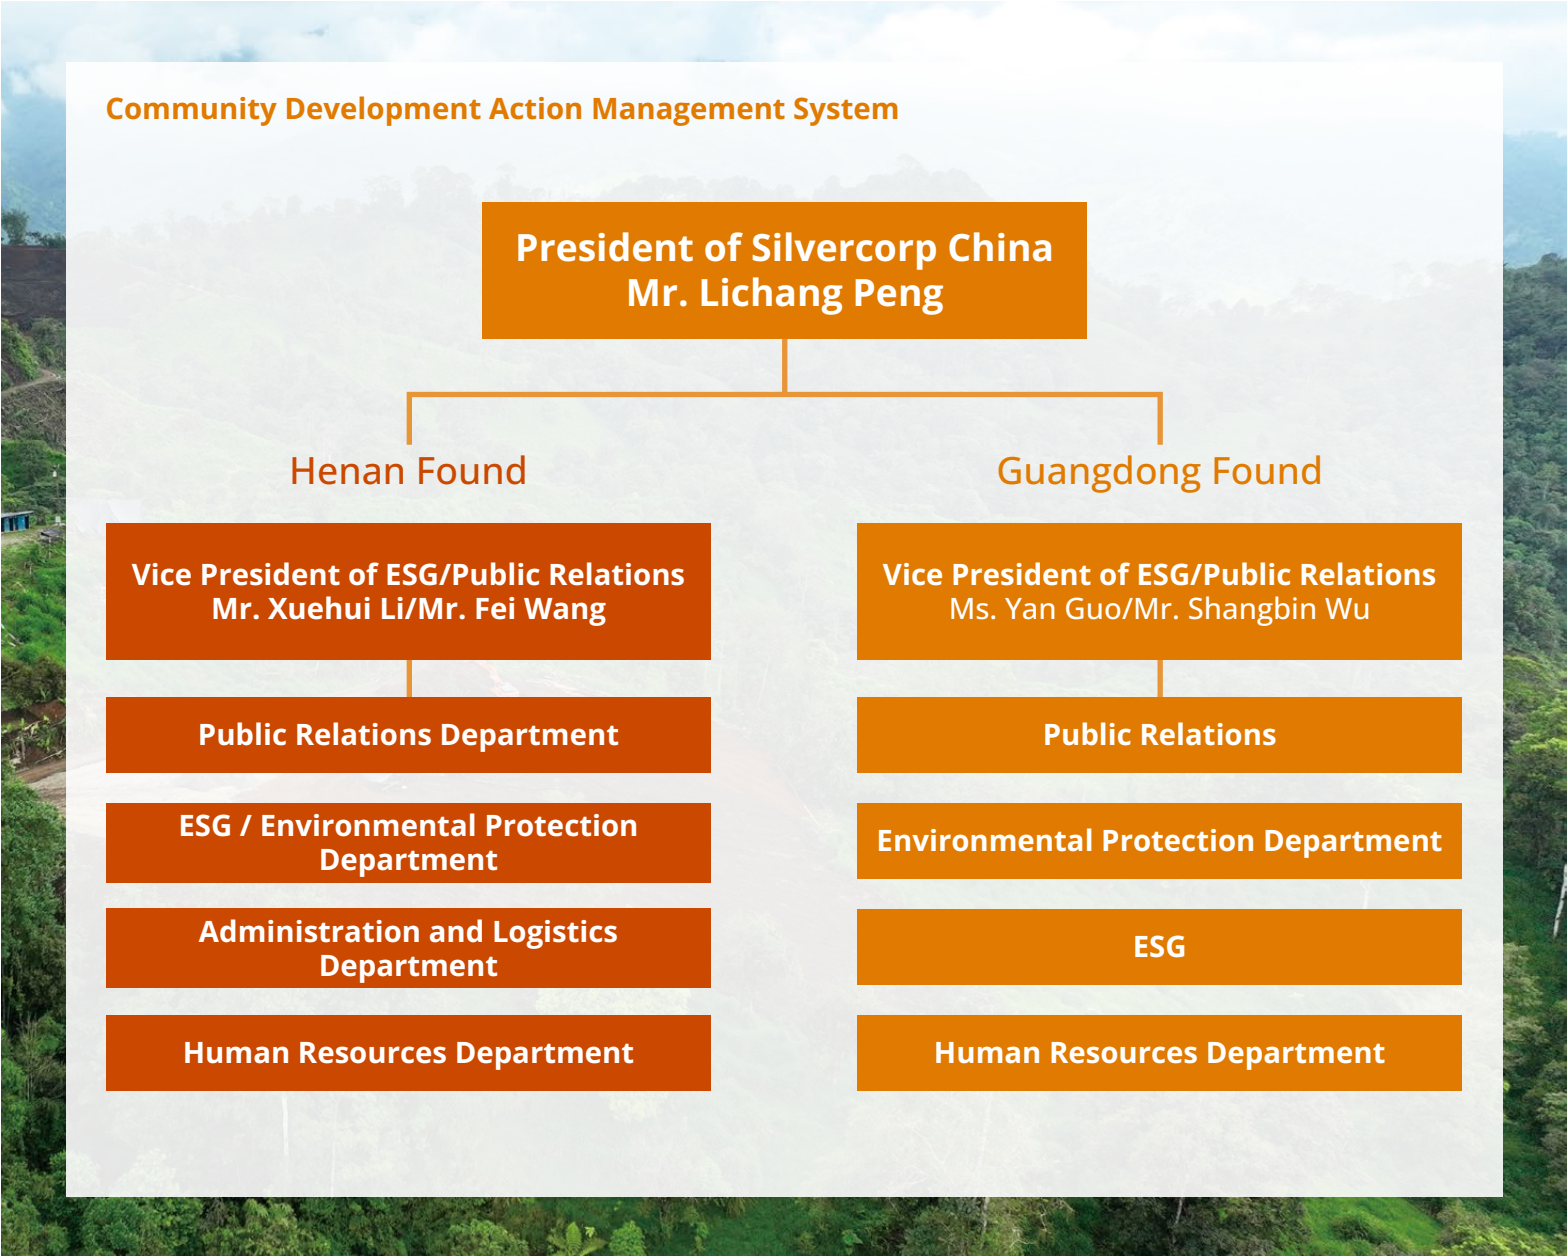 Community Development Action Management System
President of Silvercorp China
Mr. Lichang Peng
Henan Found
Vice President of ESG/Public Relations
Mr. Xuehui Li/Mr. Fei Wang
Public Relations Department
ESG / Environmental Protection
Department
Administration and Logistics
Department
Human Resources Department
Guangdong Found
Vice President of ESG/Public Relations
Ms. Yan Guo/Mr. Shangbin Wu
Public Relations
Environmental Protection Department
ESG
Human Resources Department